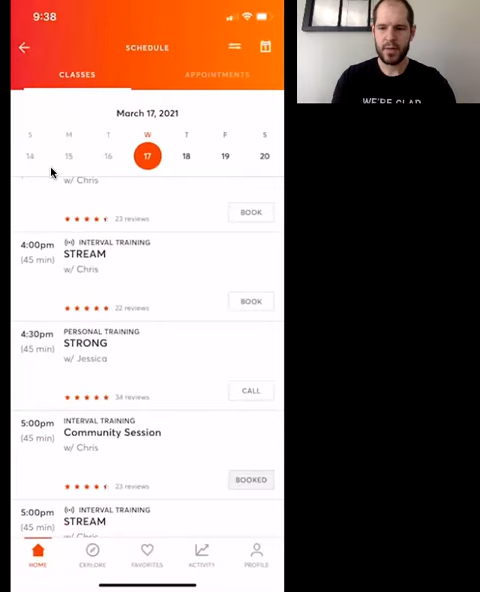 9:38
SCHEDULE
CLASSES
APPOINTMENTS
March 17, 2021
S M T W T F S
14 15 16 17 18 19 20
w/ Chris
23 reviews
BOOK
4:00pm
(45 min)
INTERVAL TRAINING
STREAM
w/ Chris
22 reviews
BOOK
4:30pm
(45 min)
PERSONAL TRAINING
STRONG
w/ Jessica
34 reviews
CALL
5:00pm
(45 min)
INTERVAL TRAINING
Community Session
w/ Chris
23 reviews
BOOKED
5:00pm
(45 min)
INTERVAL TRAINING
STREAM
w/ Chris
HOME
EXPLORE
FAVORITES
ACTIVITY
PROFILE
WE'RE GLAD